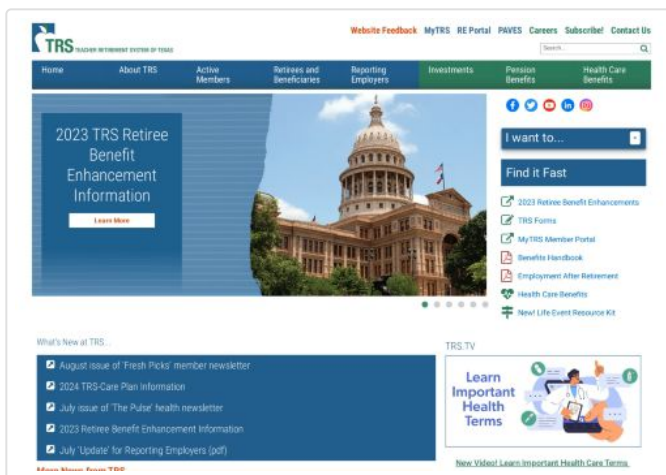 Website Feedback MyTRS RE Portal PAVES Careers Subscribe! Contact Us
TRS TEACHER RETIREMENT SYSTEM OF TEXAS
Search..
Home About TRS Active Members Retirees and Beneficiaries Reporting Employers Investments Pension Benefits Health Care Benefits
2023 TRS Retiree
Benefit
Enhancement
Information
Learn More
I want to...
Find it Fast
2023 Retiree Benefit Enhancements
TRS Forms
MyTRS Member Portal
Benefits Handbook
Employment After Retirement
Health Care Benefits
New! Life Event Resource Kit
What's New at TRS...
August issue of 'Fresh Picks' member newsletter
2024 TRS-Care Plan Information
July issue of 'The Pulse' health newsletter
2023 Retiree Benefit Enhancement Information
July 'Update' for Reporting Employers (pdf)
More News from TRS
TRS.TV
Learn
Important
Health
Terms
New Video! Learn Important Health Care Terms